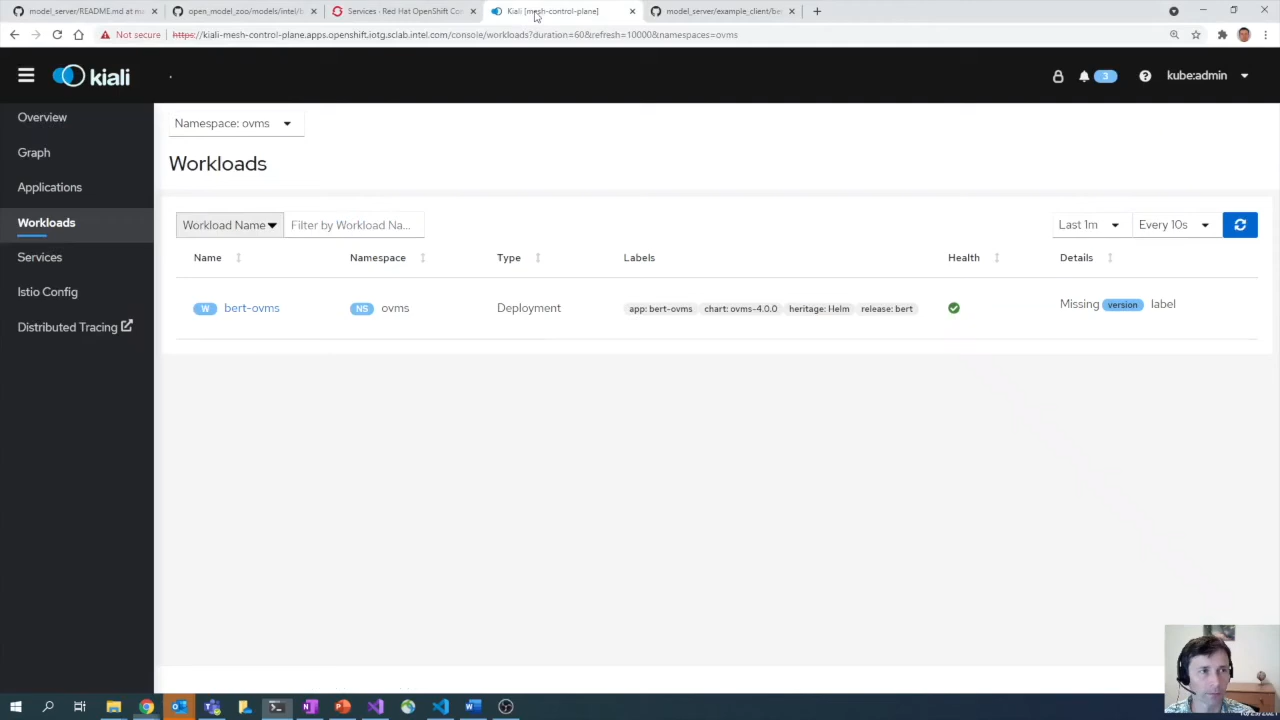 model_server/README.md at m
open_model_zoo/models/intel/b
Services · Red Hat OpenShift Co
Kiali [mesh-control-plane]
model_server/example_client/be
Not secure
https://kiali-mesh-control-plane.apps.openshift.iotg.sclab.intel.com/console/workloads?duration=60&refresh=10000&namespaces=ovms
kiali
3
kube:admin
Overview
Graph
Applications
Workloads
Services
Istio Config
Distributed Tracing
Namespace: ovms
Workloads
Workload Name
Filter by Workload Na...
Last 1m
Every 10s
Name
Namespace
Type
Labels
Health
Details
W
bert-ovms
NS
ovms
Deployment
app: bert-ovms
chart: ovms-4.0.0
heritage: Helm
release: bert
Missing version label